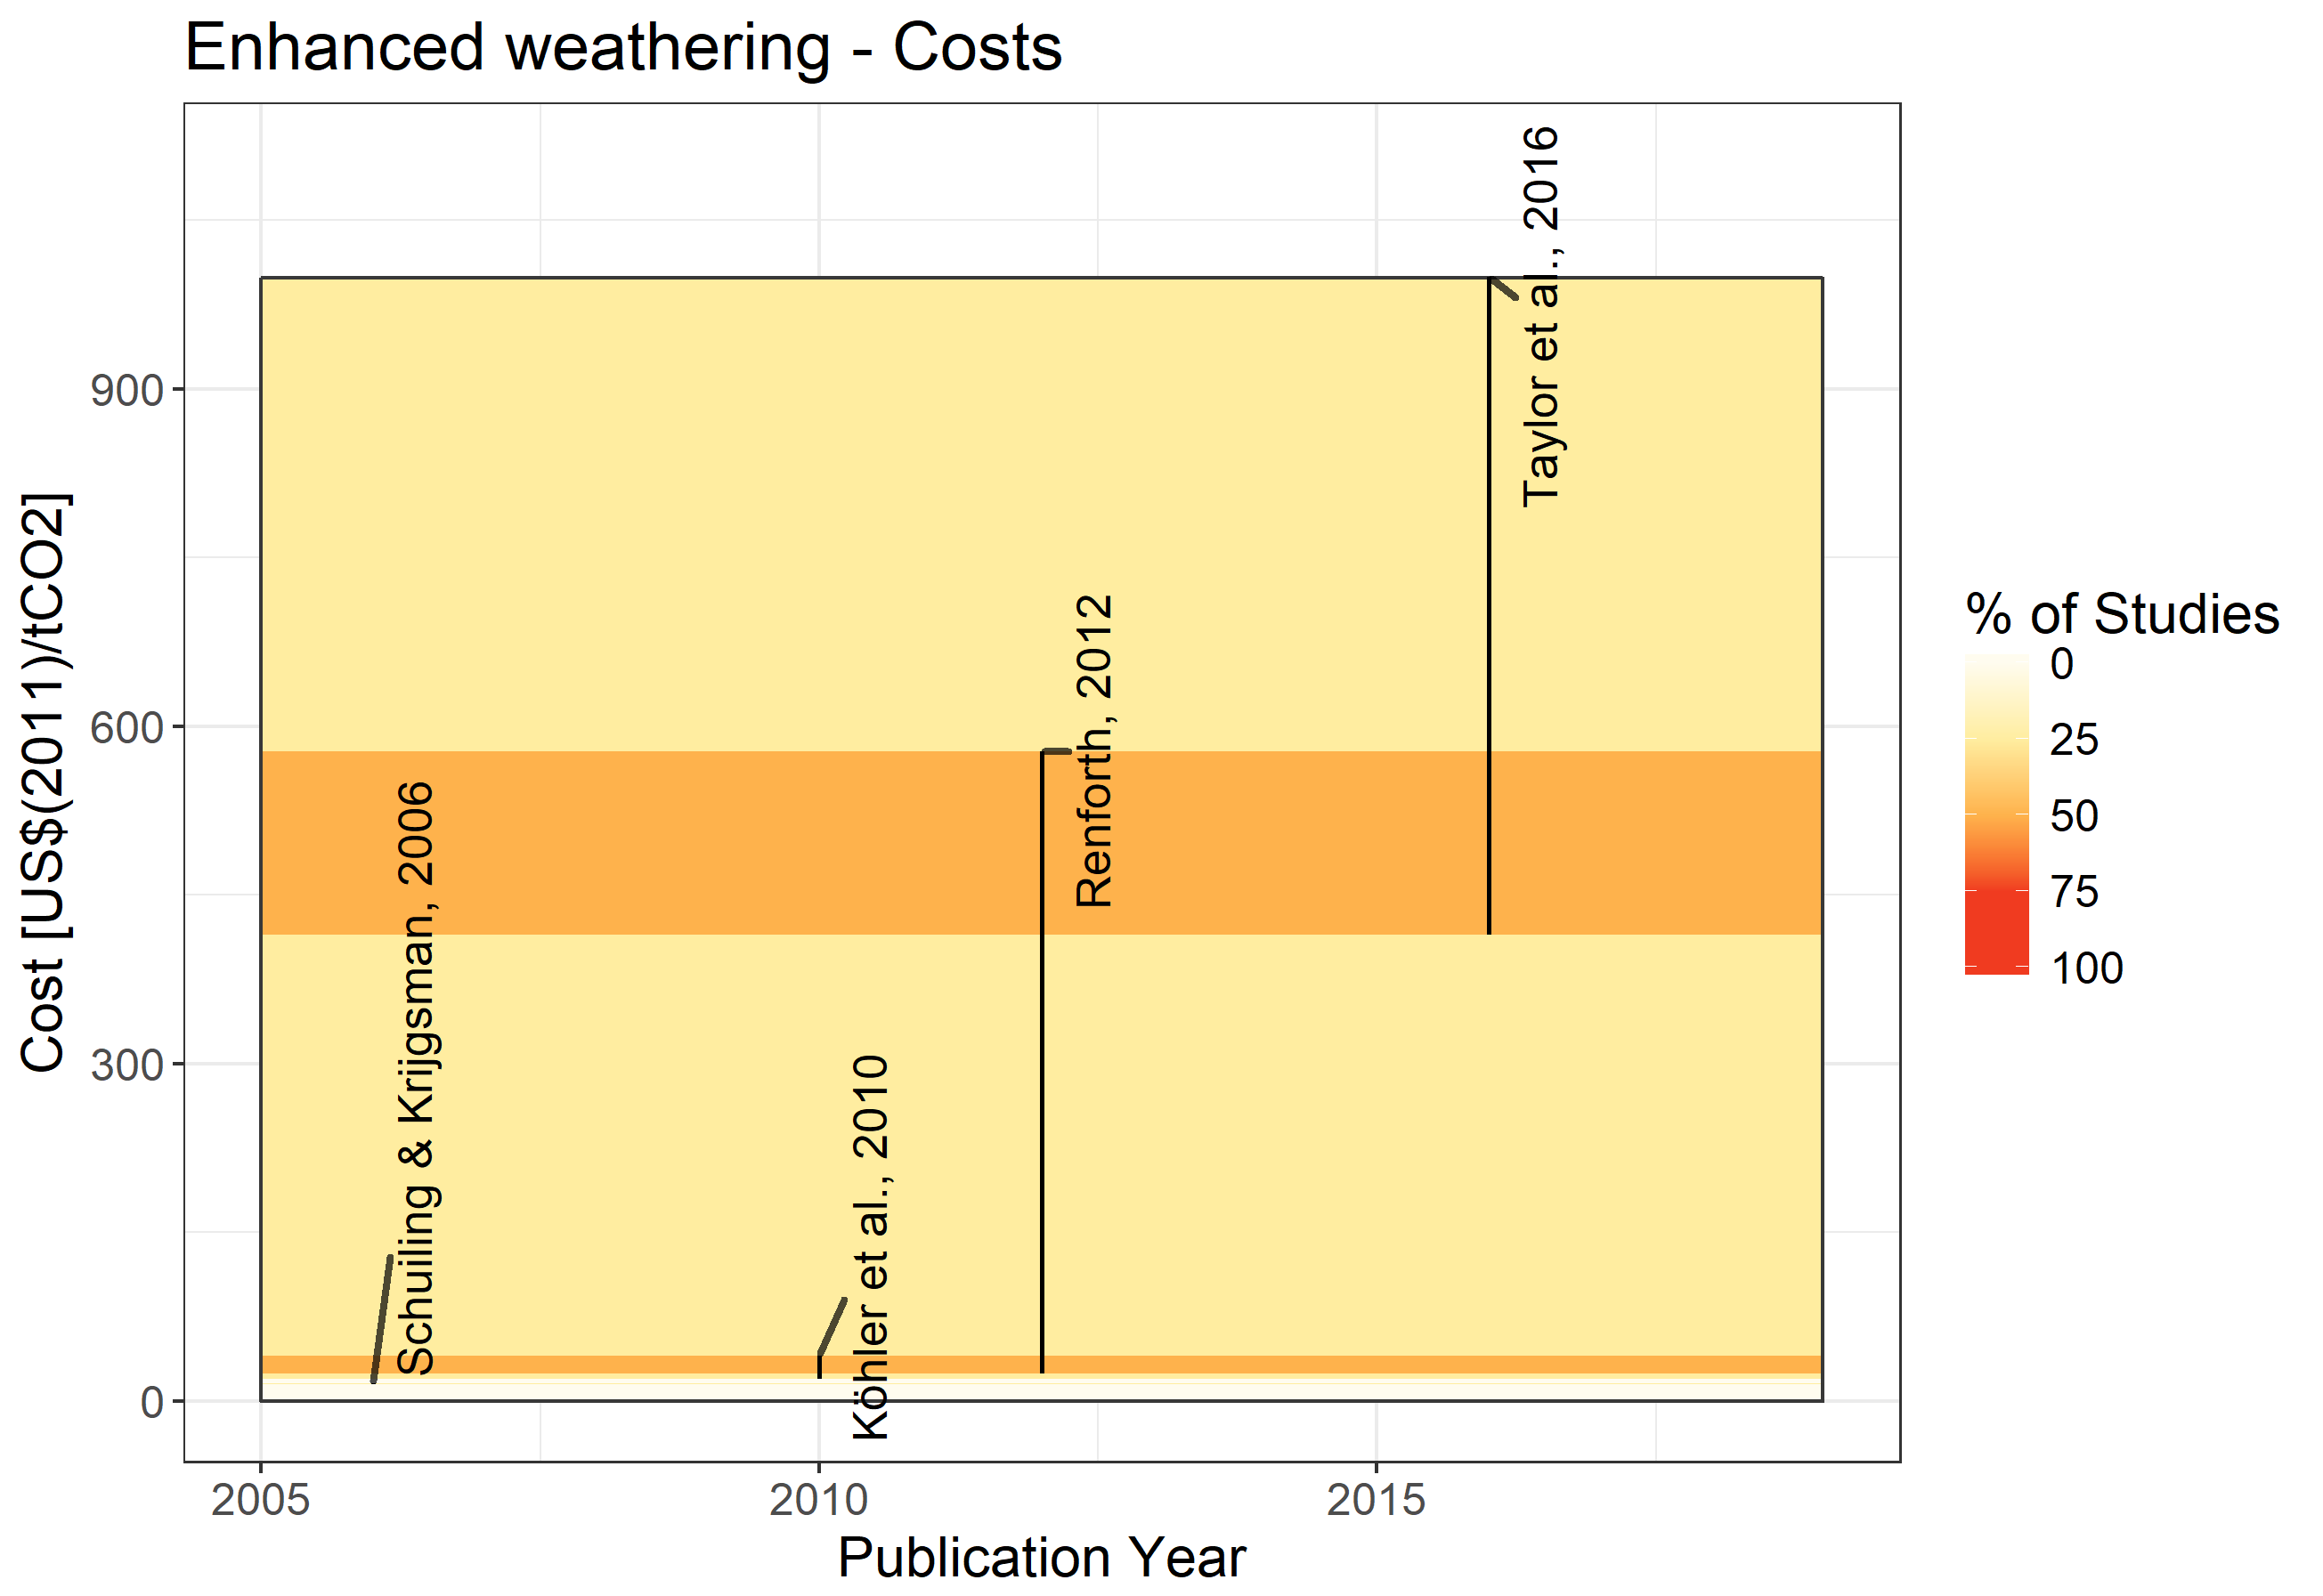 Enhanced weathering - Costs
Cost [US$(2011)/tCO2]
900
600
300
0
Schuiling & Krijgsman, 2006
Köhler et al., 2010
Renforth, 2012
Taylor et al., 2016
2005
2010
2015
Publication Year
% of Studies
0
25
50
75
100